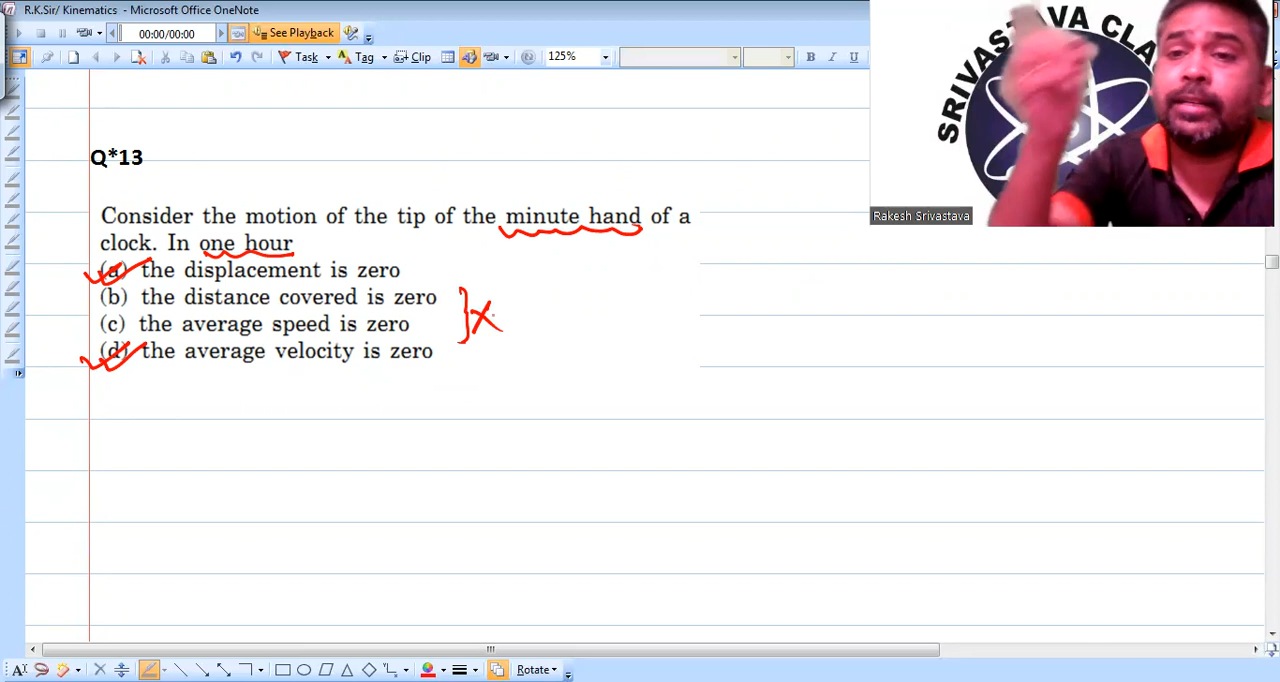 R.K.Sir/ Kinematics - Microsoft Office OneNote
00:00/00:00 See Playback
Task Tag Clip 125% B I U
SRIVASTAVA CLA
Rakesh Srivastava
Q*13
Consider the motion of the tip of the minute hand of a
clock. In one hour
(a) the displacement is zero
(b) the distance covered is zero
(c) the average speed is zero
(d) the average velocity is zero
Rotate